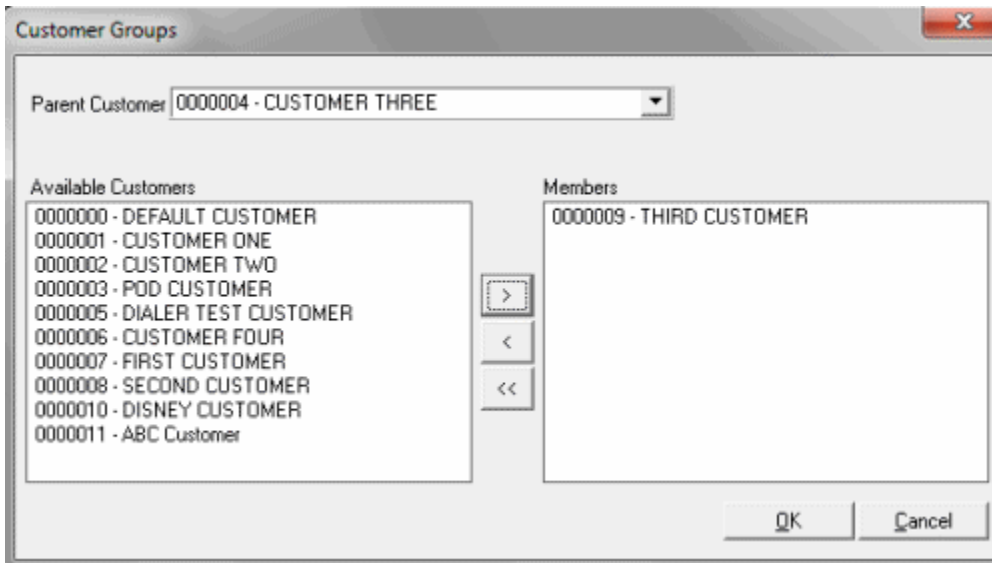 Customer Groups
Parent Customer 0000004 - CUSTOMER THREE
Available Customers
0000000 - DEFAULT CUSTOMER
0000001 - CUSTOMER ONE
0000002 - CUSTOMER TWO
0000003 - POD CUSTOMER
0000005 - DIALER TEST CUSTOMER
0000006 - CUSTOMER FOUR
0000007 - FIRST CUSTOMER
0000008 - SECOND CUSTOMER
0000010 - DISNEY CUSTOMER
0000011 - ABC Customer
>
<
<<
Members
0000009 - THIRD CUSTOMER
OK Cancel